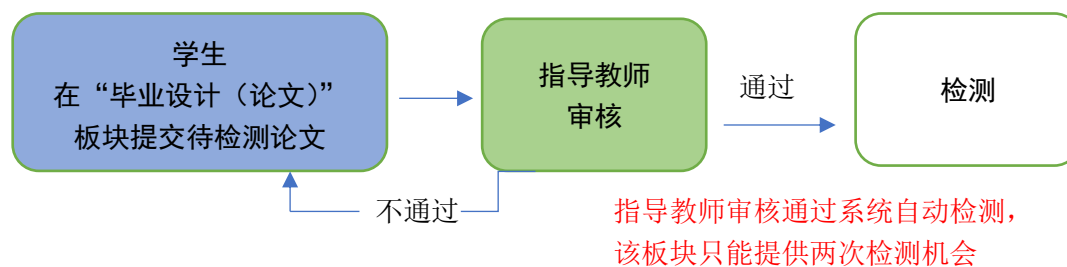 学生
在“毕业设计（论文）”
板块提交待检测论文
指导教师
审核
通过
检测
不通过
指导教师审核通过系统自动检测，
该板块只能提供两次检测机会